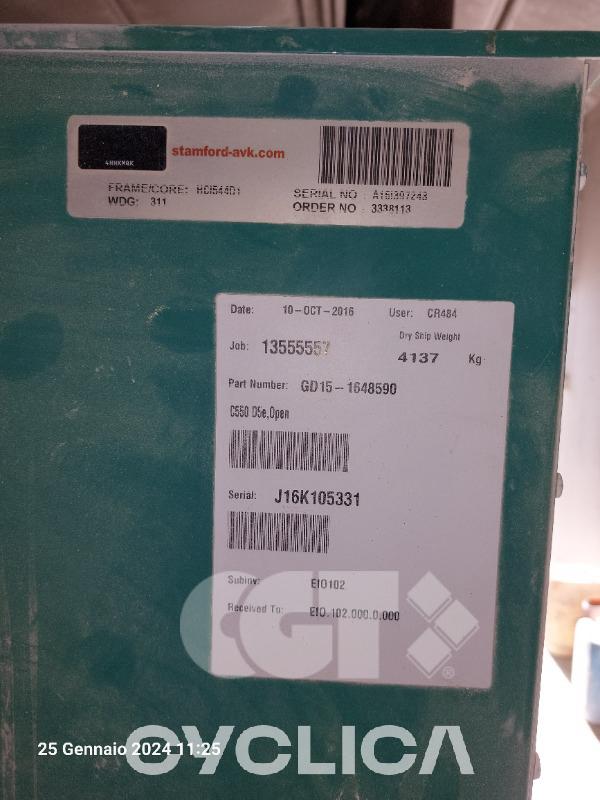 stamford-avk.com
FRAME/CORE: HCI544D1
WDG: 311
SERIAL NO : A16I397243
ORDER NO : 3338113
Date: 10-OCT-2016 User: CR484
Dry Ship Weight
Job: 13555557 4137 Kg
Part Number: GD15-1648590
C550 D5e,Open
Serial: J16K105331
Subinv: EIO102
Received To: EIO.102.000.0.000
CGT®
25 Gennaio 2024 11:25
CYCLICA